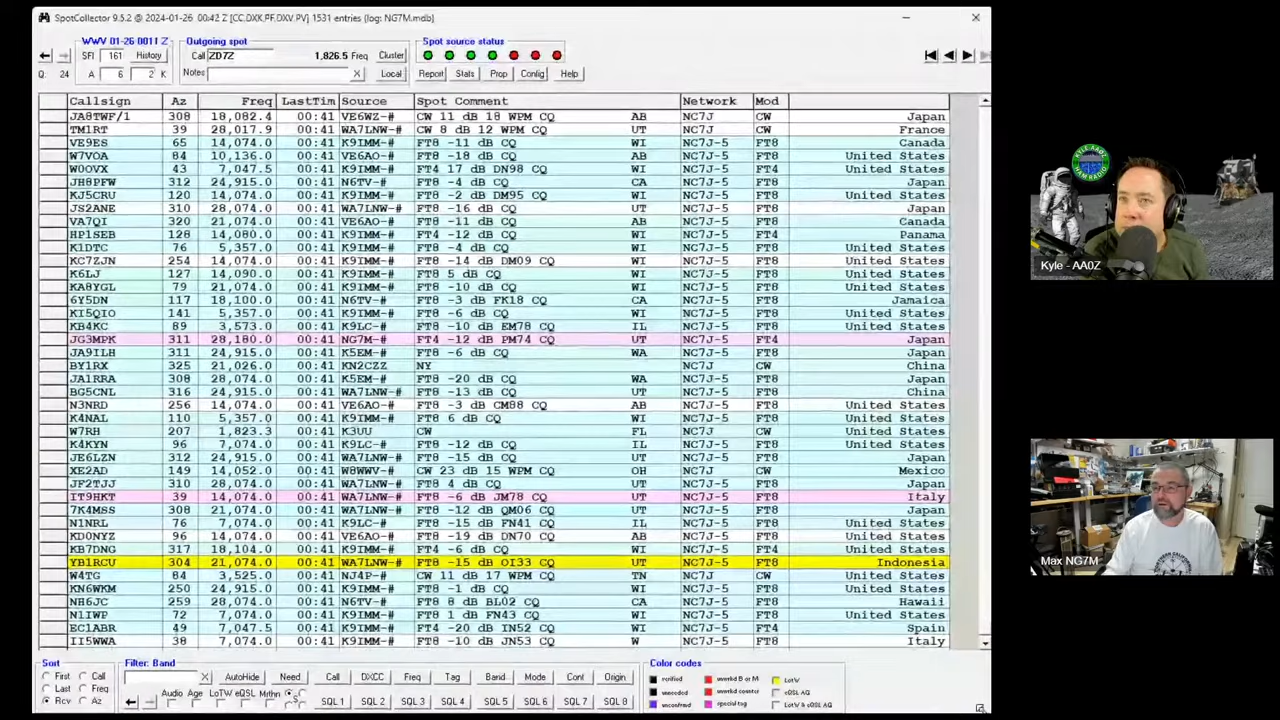 SpotCollector 9.5.2 @ 2024-01-26 00:42 Z [CC.DXK.PF.DXV.PV] 1531 entries (log: NG7M.mdb)
WWV 01-26 0011 Z
Outgoing spot
Spot source status
SFI 161 History
Call ZD7Z 1,826.5 Freq Cluster
Q: 24 A 6 2 K
Notes X Local
Report Stats Prop Config Help
Callsign Az Freq LastTim Source Spot Comment Network Mod
JA8TWF/1 308 18,082.4 00:41 VE6WZ-# CW 11 dB 18 WPM CQ AB NC7J CW Japan
TM1RT 39 28,017.9 00:41 WA7LNW-# CW 8 dB 12 WPM CQ UT NC7J CW France
VE9ES 65 14,074.0 00:41 K9IMM-# FT8 -11 dB CQ WI NC7J-5 FT8 Canada
W7VOA 84 10,136.0 00:41 VE6AO-# FT8 -18 dB CQ AB NC7J-5 FT8 United States
W0OVX 43 7,047.5 00:41 K9IMM-# FT4 17 dB DN98 CQ WI NC7J-5 FT4 United States
JH8PFW 312 24,915.0 00:41 N6TV-# FT8 -4 dB CQ CA NC7J-5 FT8 Japan
KJ5CRU 120 14,074.0 00:41 K9IMM-# FT8 -2 dB DM95 CQ WI NC7J-5 FT8 United States
JS2ANE 310 28,074.0 00:41 WA7LNW-# FT8 -16 dB CQ UT NC7J-5 FT8 Japan
VA7QI 320 21,074.0 00:41 VE6AO-# FT8 -11 dB CQ AB NC7J-5 FT8 Canada
HP1SEB 128 14,080.0 00:41 K9IMM-# FT4 -12 dB CQ WI NC7J-5 FT4 Panama
K1DTC 76 5,357.0 00:41 K9IMM-# FT8 -4 dB CQ WI NC7J-5 FT8 United States
KC7ZJN 254 14,074.0 00:41 K9IMM-# FT8 -14 dB DM09 CQ WI NC7J-5 FT8 United States
K6LJ 127 14,090.0 00:41 K9IMM-# FT8 5 dB CQ WI NC7J-5 FT8 United States
KA8YGL 79 21,074.0 00:41 K9IMM-# FT8 -10 dB CQ WI NC7J-5 FT8 United States
6Y5DN 117 18,100.0 00:41 N6TV-# FT8 -3 dB FK18 CQ CA NC7J-5 FT8 Jamaica
KI5QIO 141 5,357.0 00:41 K9IMM-# FT8 -6 dB CQ WI NC7J-5 FT8 United States
KB4KC 89 3,573.0 00:41 K9LC-# FT8 -10 dB EM78 CQ IL NC7J-5 FT8 United States
JG3MPK 311 28,180.0 00:41 NG7M-# FT4 -12 dB PM74 CQ UT NC7J-5 FT4 Japan
JA9ILH 311 24,915.0 00:41 K5EM-# FT8 -6 dB CQ WA NC7J-5 FT8 Japan
BY1RX 325 21,026.0 00:41 KN2CZZ NY NC7J CW China
JA1RRA 308 28,074.0 00:41 K5EM-# FT8 -20 dB CQ WA NC7J-5 FT8 Japan
BG5CNL 316 24,915.0 00:41 WA7LNW-# FT8 -13 dB CQ UT NC7J-5 FT8 China
N3NRD 256 14,074.0 00:41 VE6AO-# FT8 -3 dB CM88 CQ AB NC7J-5 FT8 United States
K4NAL 110 5,357.0 00:41 K9IMM-# FT8 6 dB CQ WI NC7J-5 FT8 United States
W7RH 207 1,823.3 00:41 K3UU CW FL NC7J CW United States
K4KYN 96 7,074.0 00:41 K9LC-# FT8 -12 dB CQ IL NC7J-5 FT8 United States
JE6LZN 312 24,915.0 00:41 WA7LNW-# FT8 -15 dB CQ UT NC7J-5 FT8 Japan
XE2AD 149 14,052.0 00:41 W8WWV-# CW 23 dB 15 WPM CQ OH NC7J CW Mexico
JF2TJJ 310 28,074.0 00:41 WA7LNW-# FT8 4 dB CQ UT NC7J-5 FT8 Japan
IT9HKT 39 14,074.0 00:41 WA7LNW-# FT8 -6 dB JM78 CQ UT NC7J-5 FT8 Italy
7K4MSS 308 21,074.0 00:41 WA7LNW-# FT8 -12 dB QM06 CQ UT NC7J-5 FT8 Japan
N1NRL 76 7,074.0 00:41 K9LC-# FT8 -15 dB FN41 CQ IL NC7J-5 FT8 United States
KD0NYZ 96 14,074.0 00:41 VE6AO-# FT8 -19 dB DN70 CQ AB NC7J-5 FT8 United States
KB7DNG 317 18,104.0 00:41 K9IMM-# FT4 -6 dB CQ WI NC7J-5 FT4 United States
YB1RCU 304 21,074.0 00:41 WA7LNW-# FT8 -15 dB OI33 CQ UT NC7J-5 FT8 Indonesia
W4TG 84 3,525.0 00:41 NJ4P-# CW 11 dB 17 WPM CQ TN NC7J CW United States
KN6WKM 250 24,915.0 00:41 K9IMM-# FT8 -1 dB CQ WI NC7J-5 FT8 United States
NH6JC 259 28,074.0 00:41 N6TV-# FT8 8 dB BL02 CQ CA NC7J-5 FT8 Hawaii
N1IWP 72 7,074.0 00:41 K9IMM-# FT8 1 dB FN43 CQ WI NC7J-5 FT8 United States
EC1ABR 49 7,047.5 00:41 K9IMM-# FT4 -20 dB IN52 CQ WI NC7J-5 FT4 Spain
II5WWA 38 7,074.0 00:41 K9IMM-# FT8 -10 dB JN53 CQ W NC7J-5 FT8 Italy
Sort
Filter: Band
Color codes
First Call
X AutoHide Need Call DXCC Freq Tag Band Mode Cont Origin
verified wrked B or M LotW
Last Freq
Audio Age LoTW eQSL Mrthn
unneeded wrked counter eQSL AG
Rcv Az
SQL 1 SQL 2 SQL 3 SQL 4 SQL 5 SQL 6 SQL 7 SQL 8
unconfrmd special tag LotW & eQSL AG
KYLE AA0Z
HAM RADIO
Kyle - AA0Z
Max NG7M